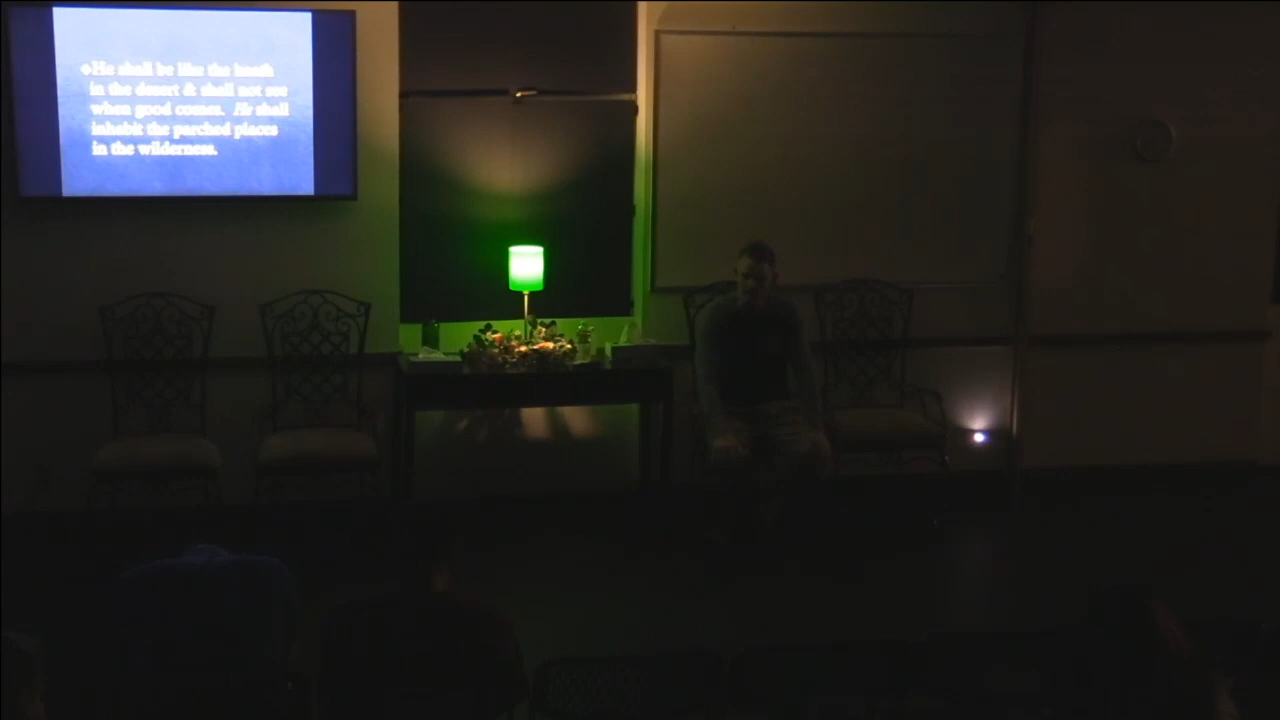 ❖He shall be like the heath
in the desert & shall not see
when good comes. He shall
inhabit the parched places
in the wilderness.